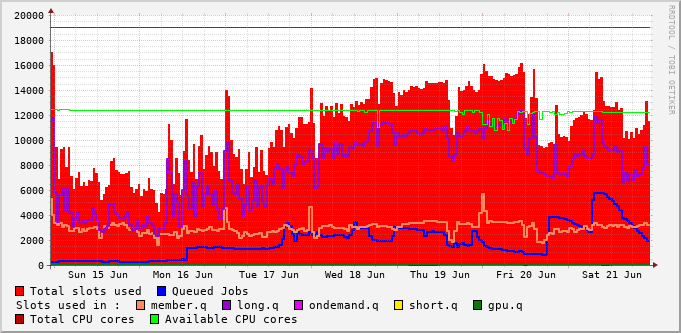 20000
18000
16000
14000
12000
10000
8000
6000
4000
2000
0
Sun 15 Jun Mon 16 Jun Tue 17 Jun Wed 18 Jun Thu 19 Jun Fri 20 Jun Sat 21 Jun
RRDTOOL / TOBI OETIKER
Total slots used Queued Jobs
Slots used in : member.q long.q ondemand.q short.q gpu.q
Total CPU cores Available CPU cores